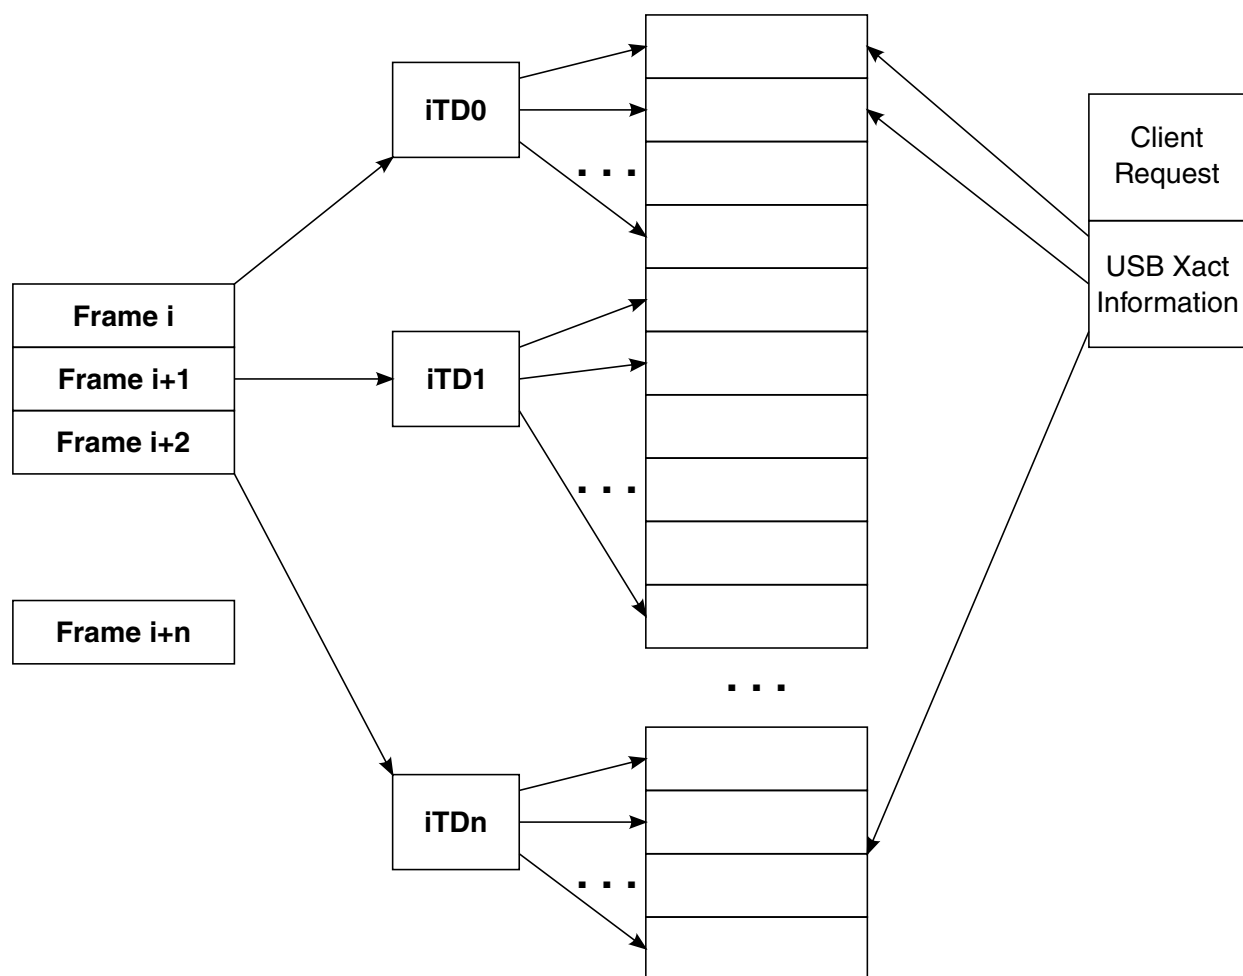 iTD0
. . .
Client
Request
USB Xact
Information
Frame i
Frame i+1
Frame i+2
iTD1
. . .
Frame i+n
. . .
iTDn
. . .